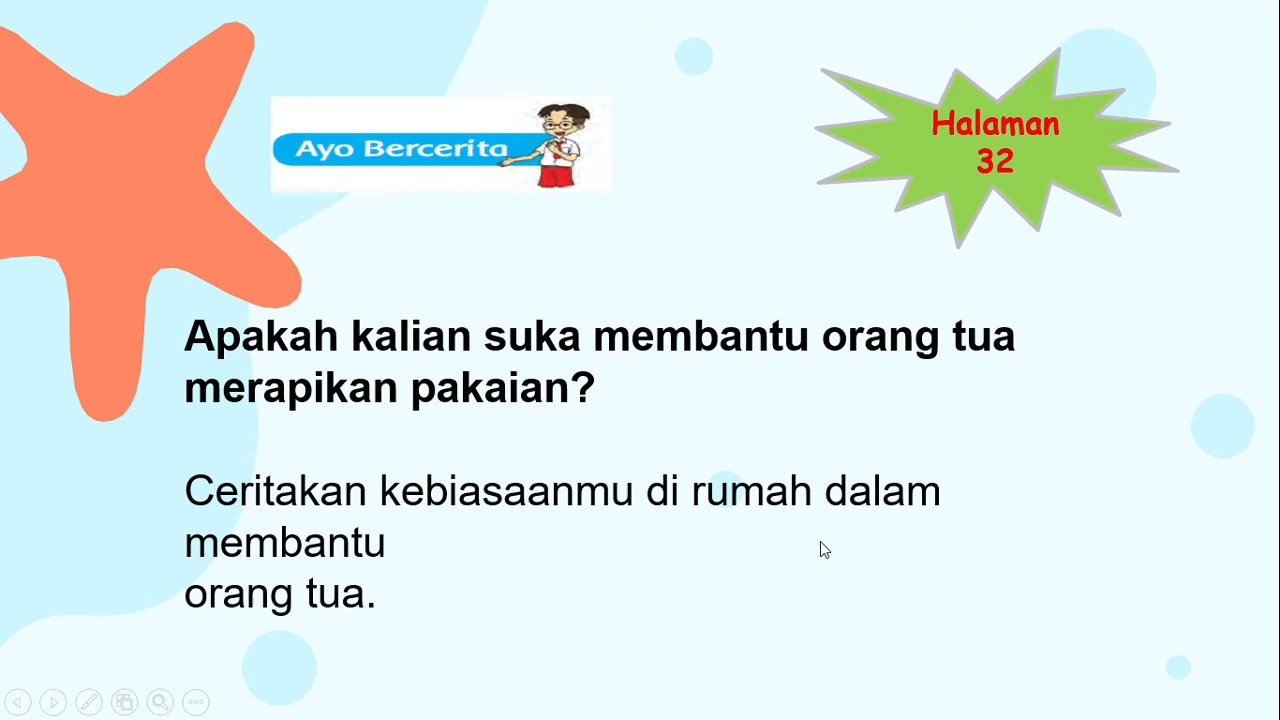 Ayo Bercerita
Halaman
32
Apakah kalian suka membantu orang tua
merapikan pakaian?
Ceritakan kebiasaanmu di rumah dalam
membantu
orang tua.